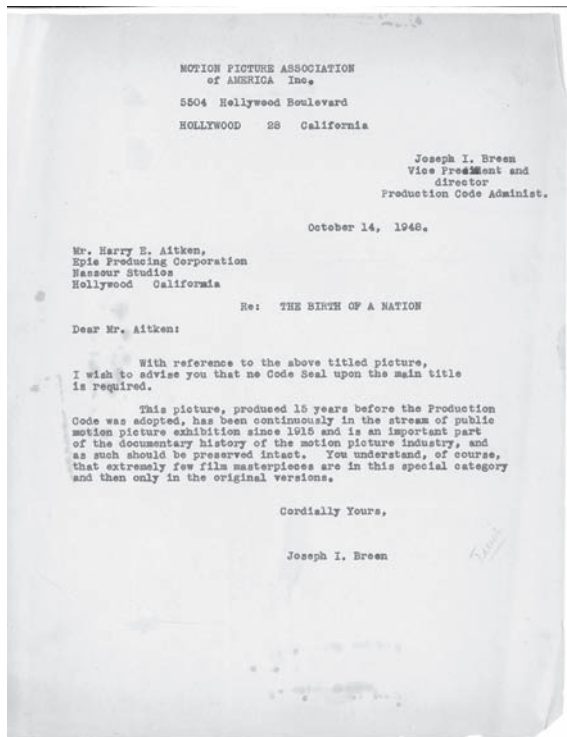 MOTION PICTURE ASSOCIATION
of AMERICA Inc.
5504 Hollywood Boulevard
HOLLYWOOD 28 California
Joseph I. Breen
Vice President and
director
Production Code Administ.
October 14, 1948.
Mr. Harry E. Aitken,
Epic Producing Corporation
Nassour Studios
Hollywood California
Re: THE BIRTH OF A NATION
Dear Mr. Aitken:
With reference to the above titled picture,
I wish to advise you that no Code Seal upon the main title
is required.
This picture, produced 15 years before the Production
Code was adopted, has been continuously in the stream of public
motion picture exhibition since 1915 and is an important part
of the documentary history of the motion picture industry, and
as such should be preserved intact. You understand, of course,
that extremely few film masterpieces are in this special category
and then only in the original versions.
Cordially Yours,
Joseph I. Breen